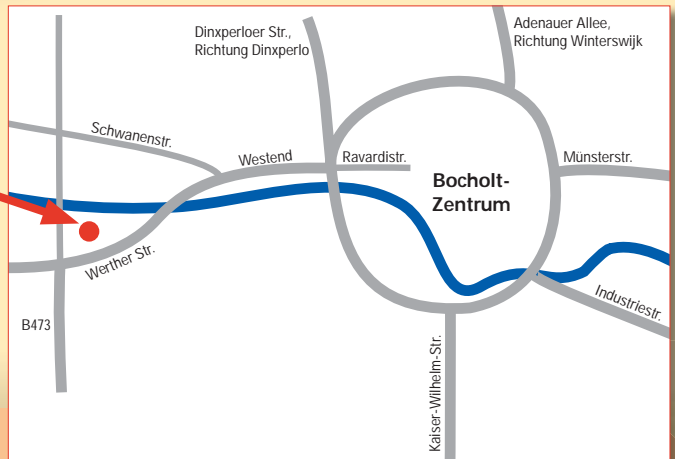 Dinxperloer Str.,
Richtung Dinxperlo
Adenauer Allee,
Richtung Winterswijk
Schwanenstr.
Westend
Ravardistr.
Münsterstr.
Bocholt-
Zentrum
Werther Str.
B473
Industriestr.
Kaiser-Wilhelm-Str.